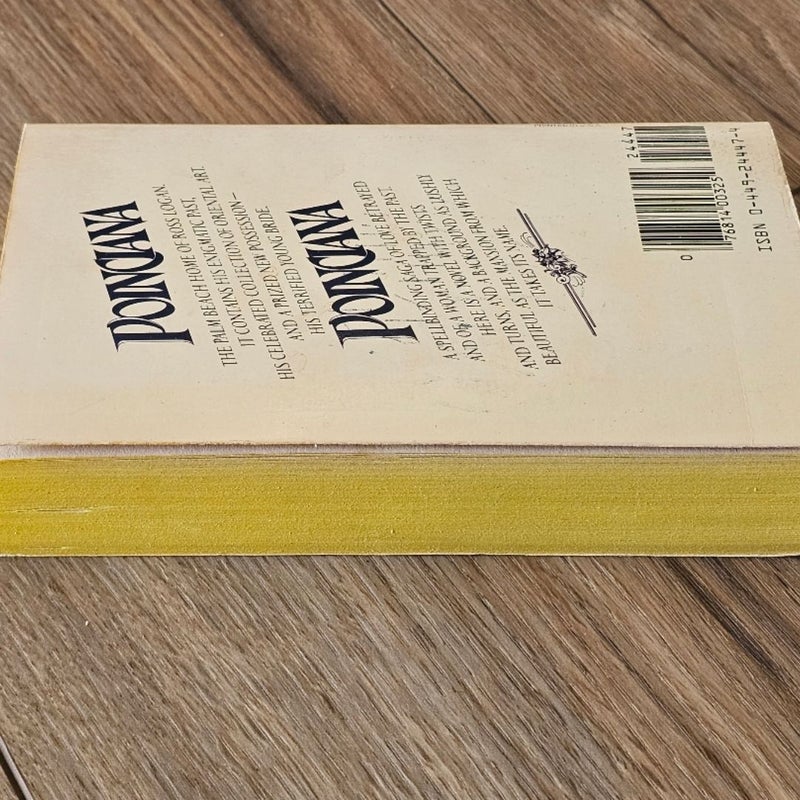 POINCIANA
THE PALM BEACH HOME OF ROSS LOGAN.
IT CONTAINS HIS ENIGMATIC PAST,
HIS CELEBRATED COLLECTION OF ORIENTAL ART
AND A PRIZED NEW POSSESSION–
HIS TERRIFIED YOUNG BRIDE.
POINCIANA
A SPELLBINDING SAGA OF LOVE BETRAYED
AND OF A WOMAN TRAPPED BY THE PAST.
HERE IS A NOVEL WITH TWISTS
AND TURNS, AND A BACKGROUND AS LUSHLY
BEAUTIFUL AS THE MANSION FROM WHICH
IT TAKES ITS NAME.
24447
0
76814 00325
ISBN 0-449-24447-4